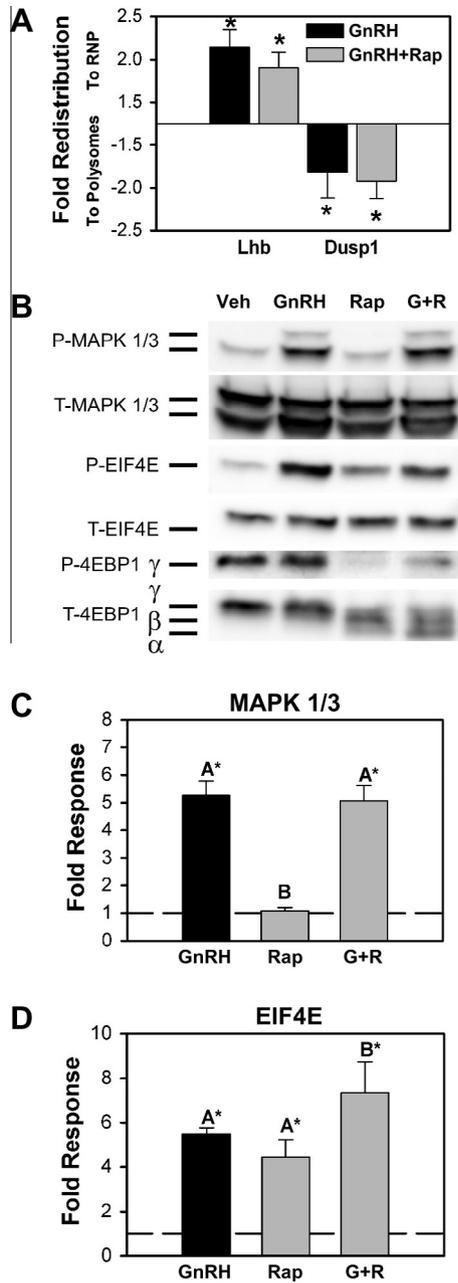 A
Fold Redistribution
To Polysomes To RNP
2.5
2.0
1.5
-1.5
-2.0
-2.5
* *
* *
GnRH
GnRH+Rap
Lhb Dusp1
B
Veh GnRH Rap G+R
P-MAPK 1/3
T-MAPK 1/3
P-EIF4E
T-EIF4E
P-4EBP1 γ
γ
T-4EBP1 β
α
C
MAPK 1/3
Fold Response
8
7
6
5
4
3
2
1
0
A* B A*
GnRH Rap G+R
D
EIF4E
Fold Response
10
8
6
4
2
0
A* A* B*
GnRH Rap G+R